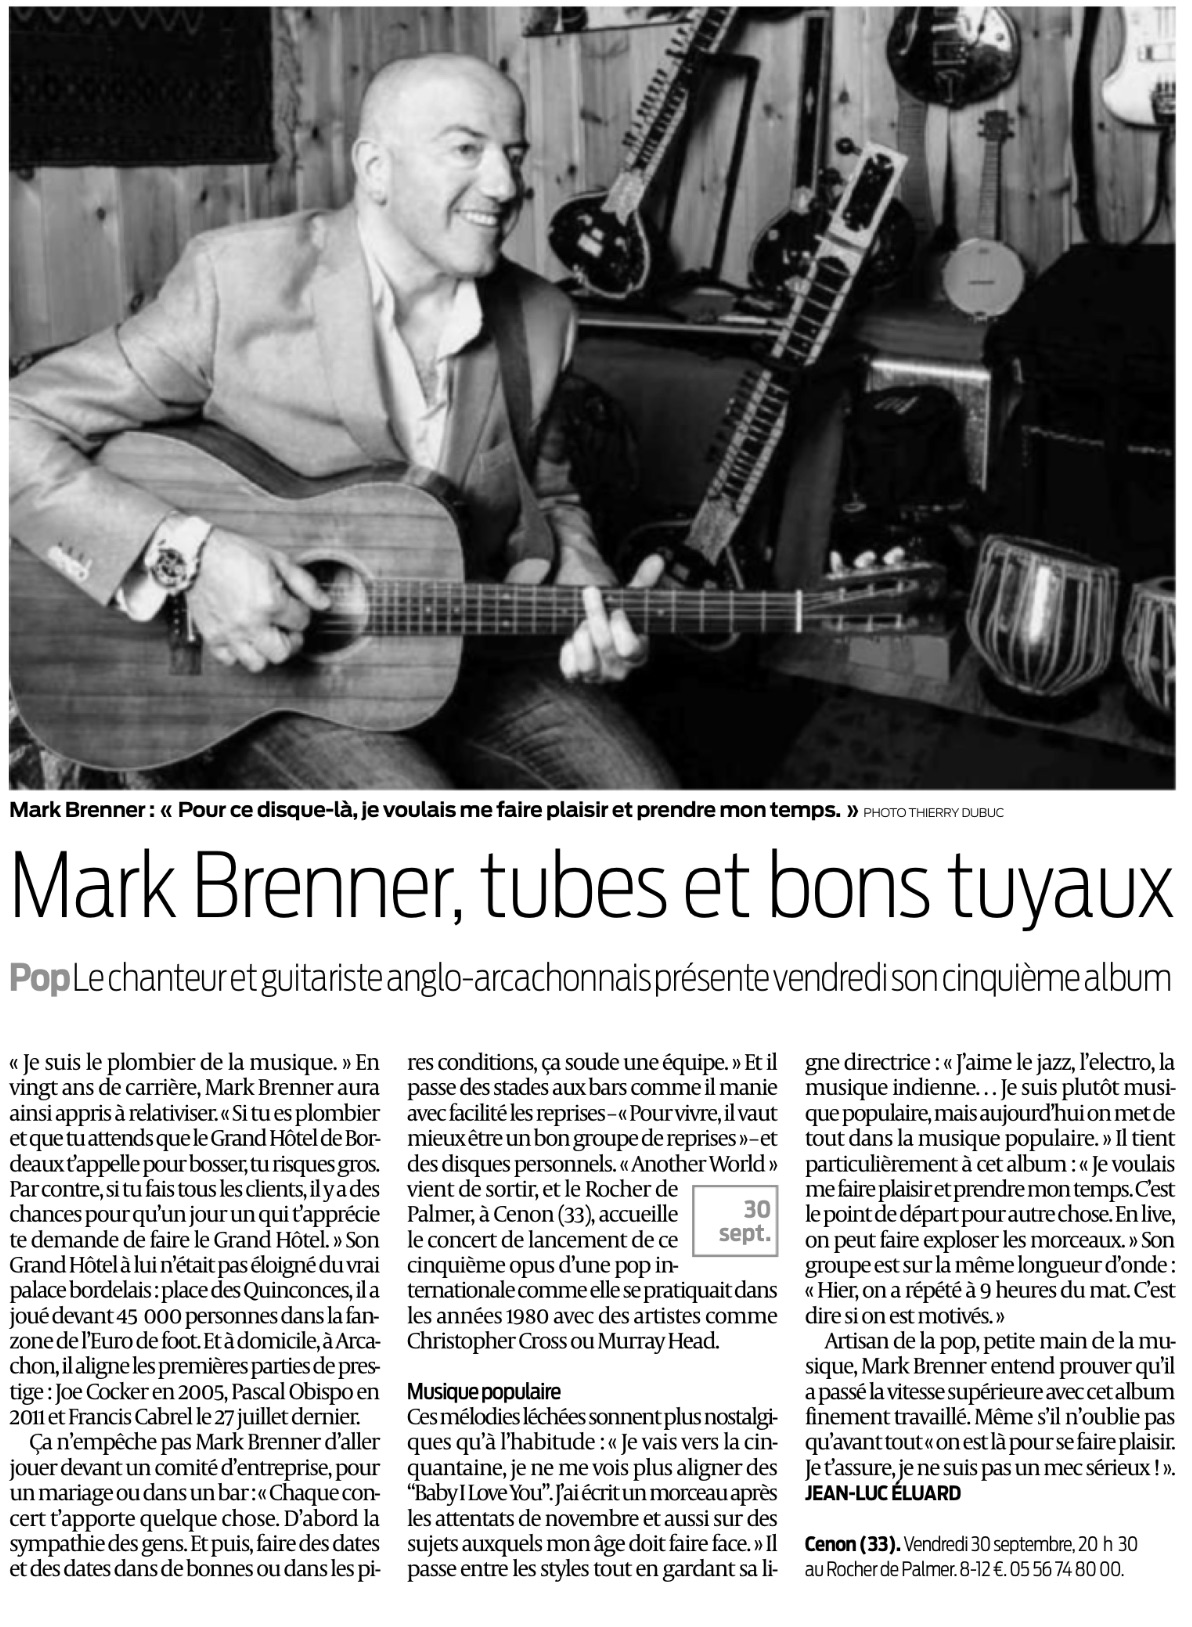 Mark Brenner : « Pour ce disque-là, je voulais me faire plaisir et prendre mon temps. » PHOTO THIERRY DUBUC
Mark Brenner, tubes et bons tuyaux
Pop Le chanteur et guitariste anglo-arcachonnais présente vendredi son cinquième album
« Je suis le plombier de la musique. » En
vingt ans de carrière, Mark Brenner aura
ainsi appris à relativiser. « Si tu es plombier
et que tu attends que le Grand Hôtel de Bor-
deaux t'appelle pour bosser, tu risques gros.
Par contre, si tu fais tous les clients, il y a des
chances pour qu'un jour un qui t'apprécie
te demande de faire le Grand Hôtel. » Son
Grand Hôtel à lui n'était pas éloigné du vrai
palace bordelais : place des Quinconces, il a
joué devant 45 000 personnes dans la fan-
zone de l'Euro de foot. Et à domicile, à Arca-
chon, il aligne les premières parties de pres-
tige : Joe Cocker en 2005, Pascal Obispo en
2011 et Francis Cabrel le 27 juillet dernier.
Ça n'empêche pas Mark Brenner d'aller
jouer devant un comité d'entreprise, pour
un mariage ou dans un bar : « Chaque con-
cert t'apporte quelque chose. D'abord la
sympathie des gens. Et puis, faire des dates
et des dates dans de bonnes ou dans les pi-
res conditions, ça soude une équipe. » Et il
passe des stades aux bars comme il manie
avec facilité les reprises – « Pour vivre, il vaut
mieux être un bon groupe de reprises » – et
des disques personnels. « Another World »
vient de sortir, et le Rocher de
Palmer, à Cenon (33), accueille
le concert de lancement de ce
cinquième opus d'une pop in-
ternationale comme elle se pratiquait dans
les années 1980 avec des artistes comme
Christopher Cross ou Murray Head.
30
sept.
Musique populaire
Ces mélodies léchées sonnent plus nostalgi-
ques qu'à l'habitude : « Je vais vers la cin-
quantaine, je ne me vois plus aligner des
“Baby I Love You”. J'ai écrit un morceau après
les attentats de novembre et aussi sur des
sujets auxquels mon âge doit faire face. » Il
passe entre les styles tout en gardant sa li-
gne directrice : « J'aime le jazz, l'electro, la
musique indienne… Je suis plutôt musi-
que populaire, mais aujourd'hui on met de
tout dans la musique populaire. » Il tient
particulièrement à cet album : « Je voulais
me faire plaisir et prendre mon temps. C'est
le point de départ pour autre chose. En live,
on peut faire exploser les morceaux. » Son
groupe est sur la même longueur d'onde :
« Hier, on a répété à 9 heures du mat. C'est
dire si on est motivés. »
Artisan de la pop, petite main de la mu-
sique, Mark Brenner entend prouver qu'il
a passé la vitesse supérieure avec cet album
finement travaillé. Même s'il n'oublie pas
qu'avant tout « on est là pour se faire plaisir.
Je t'assure, je ne suis pas un mec sérieux ! ».
JEAN-LUC ÉLUARD
Cenon (33). Vendredi 30 septembre, 20 h 30
au Rocher de Palmer. 8-12 €. 05 56 74 80 00.